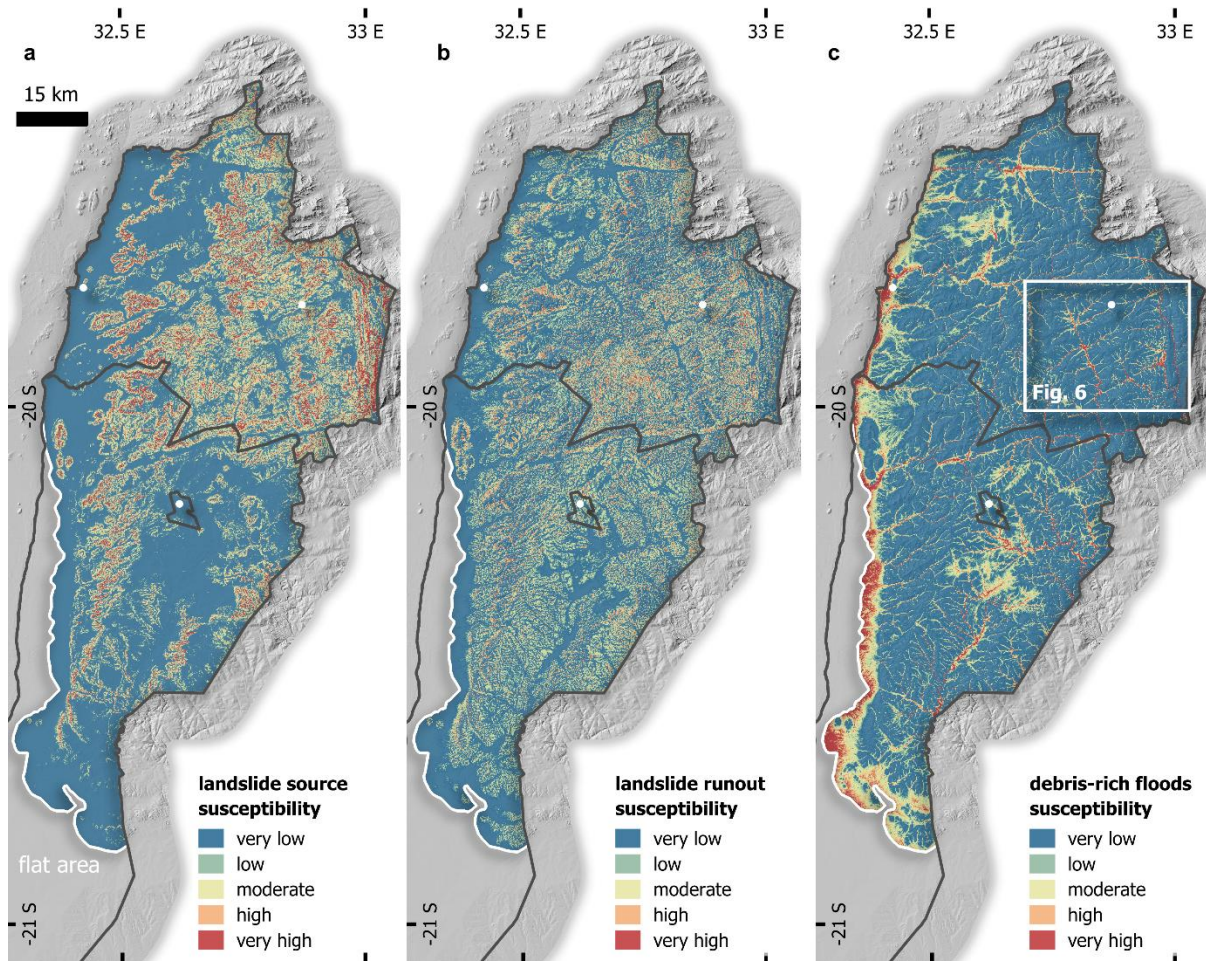 32.5 E
33 E
32.5 E
33 E
32.5 E
33 E
a
b
c
15 km
-20 S
-20 S
-20 S
Fig. 6
landslide source
susceptibility
very low
low
moderate
high
very high
flat area
-21 S
landslide runout
susceptibility
very low
low
moderate
high
very high
-21 S
debris-rich floods
susceptibility
very low
low
moderate
high
very high
-21 S